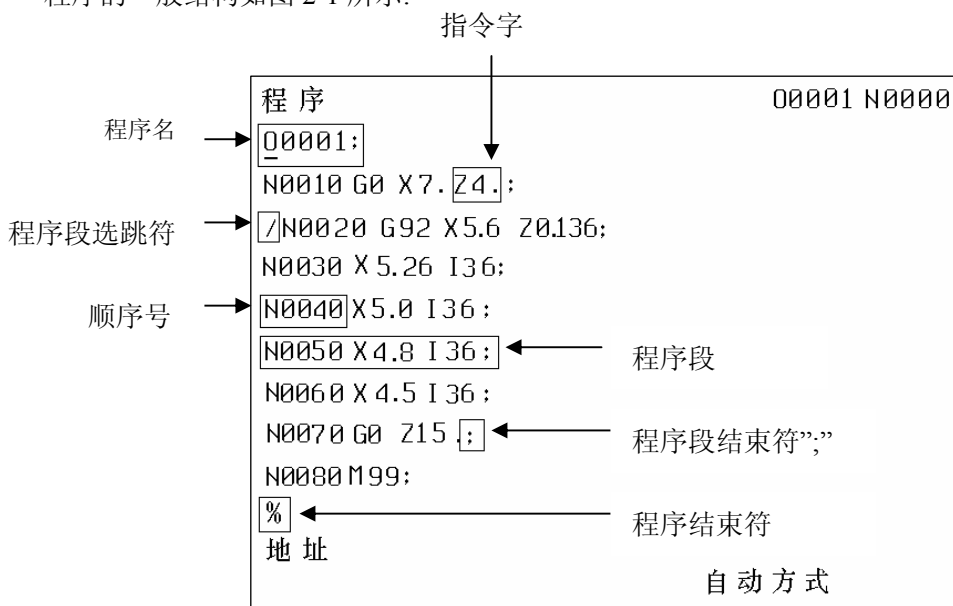 程序的一般结构如图 2-1 所示:
指令字
程 序 O0001 N0000
程序名
O0001;
N0010 G0 X7. Z4.;
程序段选跳符
/N0020 G92 X5.6 Z0.136;
N0030 X5.26 I36;
顺序号
N0040 X5.0 I36;
N0050 X4.8 I36;
程序段
N0060 X4.5 I36;
N0070 G0 Z15.;
程序段结束符”;”
N0080 M99;
%
程序结束符
地 址
自 动 方 式